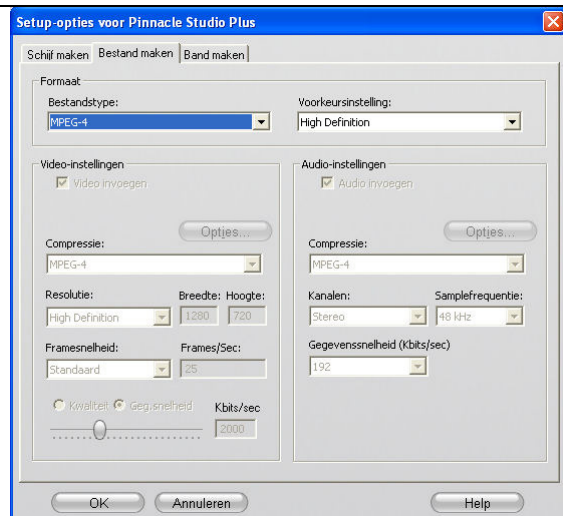 Setup-opties voor Pinnacle Studio Plus
Schijf maken Bestand maken Band maken
Formaat
Bestandstype: Voorkeursinstelling:
MPEG-4 High Definition
Video-instellingen
Video invoegen
Opties...
Compressie:
MPEG-4
Resolutie: Breedte: Hoogte:
High Definition 1280 720
Framesnelheid: Frames/Sec:
Standaard 25
Kwaliteit Geg.snelheid Kbits/sec
2000
Audio-instellingen
Audio invoegen
Opties...
Compressie:
MPEG-4
Kanalen: Samplefrequentie:
Stereo 48 kHz
Gegevenssnelheid (Kbits/sec)
192
OK Annuleren Help